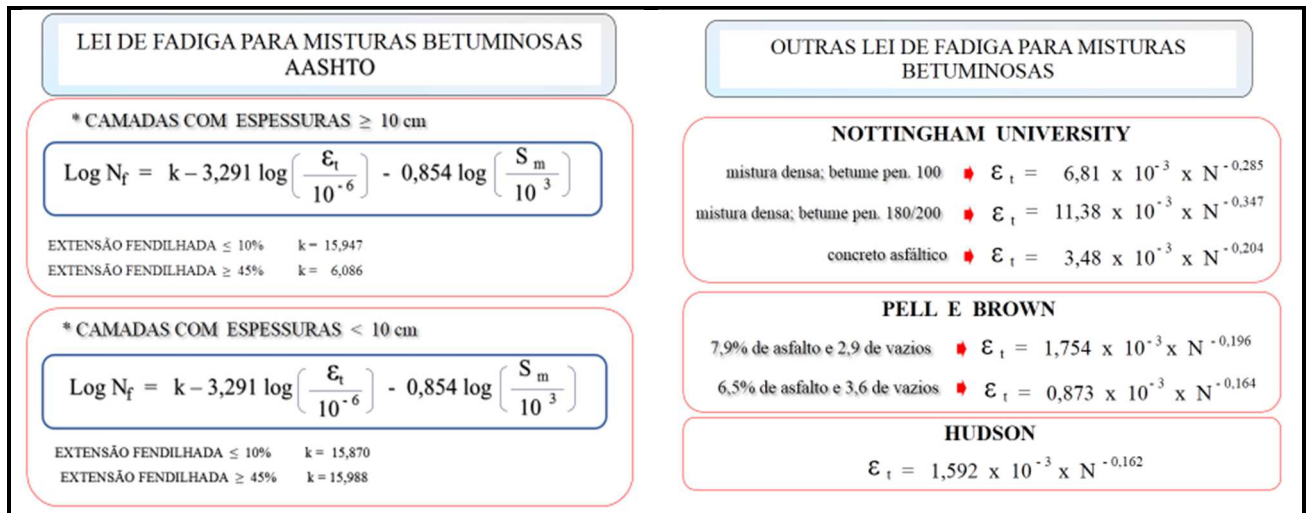 LEI DE FADIGA PARA MISTURAS BETUMINOSAS
AASHTO
* CAMADAS COM ESPESSURAS ≥ 10 cm
Log N_f = k – 3,291 log(ε_t / 10^-6) - 0,854 log(S_m / 10^3)
EXTENSÃO FENDILHADA ≤ 10% k = 15,947
EXTENSÃO FENDILHADA ≥ 45% k = 6,086
* CAMADAS COM ESPESSURAS < 10 cm
Log N_f = k – 3,291 log(ε_t / 10^-6) - 0,854 log(S_m / 10^3)
EXTENSÃO FENDILHADA ≤ 10% k = 15,870
EXTENSÃO FENDILHADA ≥ 45% k = 15,988
OUTRAS LEI DE FADIGA PARA MISTURAS
BETUMINOSAS
NOTTINGHAM UNIVERSITY
mistura densa; betume pen. 100 ε_t = 6,81 x 10^-3 x N^-0,285
mistura densa; betume pen. 180/200 ε_t = 11,38 x 10^-3 x N^-0,347
concreto asfáltico ε_t = 3,48 x 10^-3 x N^-0,204
PELL E BROWN
7,9% de asfalto e 2,9 de vazios ε_t = 1,754 x 10^-3 x N^-0,196
6,5% de asfalto e 3,6 de vazios ε_t = 0,873 x 10^-3 x N^-0,164
HUDSON
ε_t = 1,592 x 10^-3 x N^-0,162